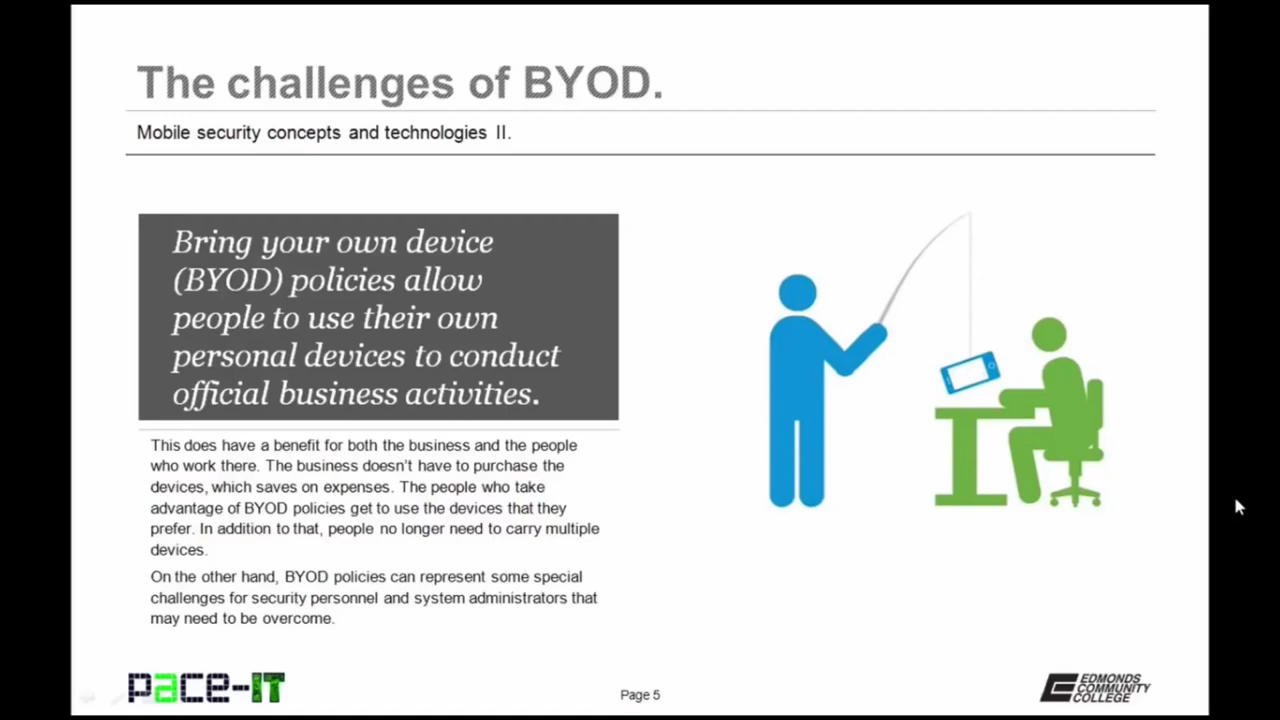 The challenges of BYOD.
Mobile security concepts and technologies II.
Bring your own device
(BYOD) policies allow
people to use their own
personal devices to conduct
official business activities.
This does have a benefit for both the business and the people
who work there. The business doesn't have to purchase the
devices, which saves on expenses. The people who take
advantage of BYOD policies get to use the devices that they
prefer. In addition to that, people no longer need to carry multiple
devices.
On the other hand, BYOD policies can represent some special
challenges for security personnel and system administrators that
may need to be overcome.
pace-IT
Page 5
EDMONDS
COMMUNITY
COLLEGE